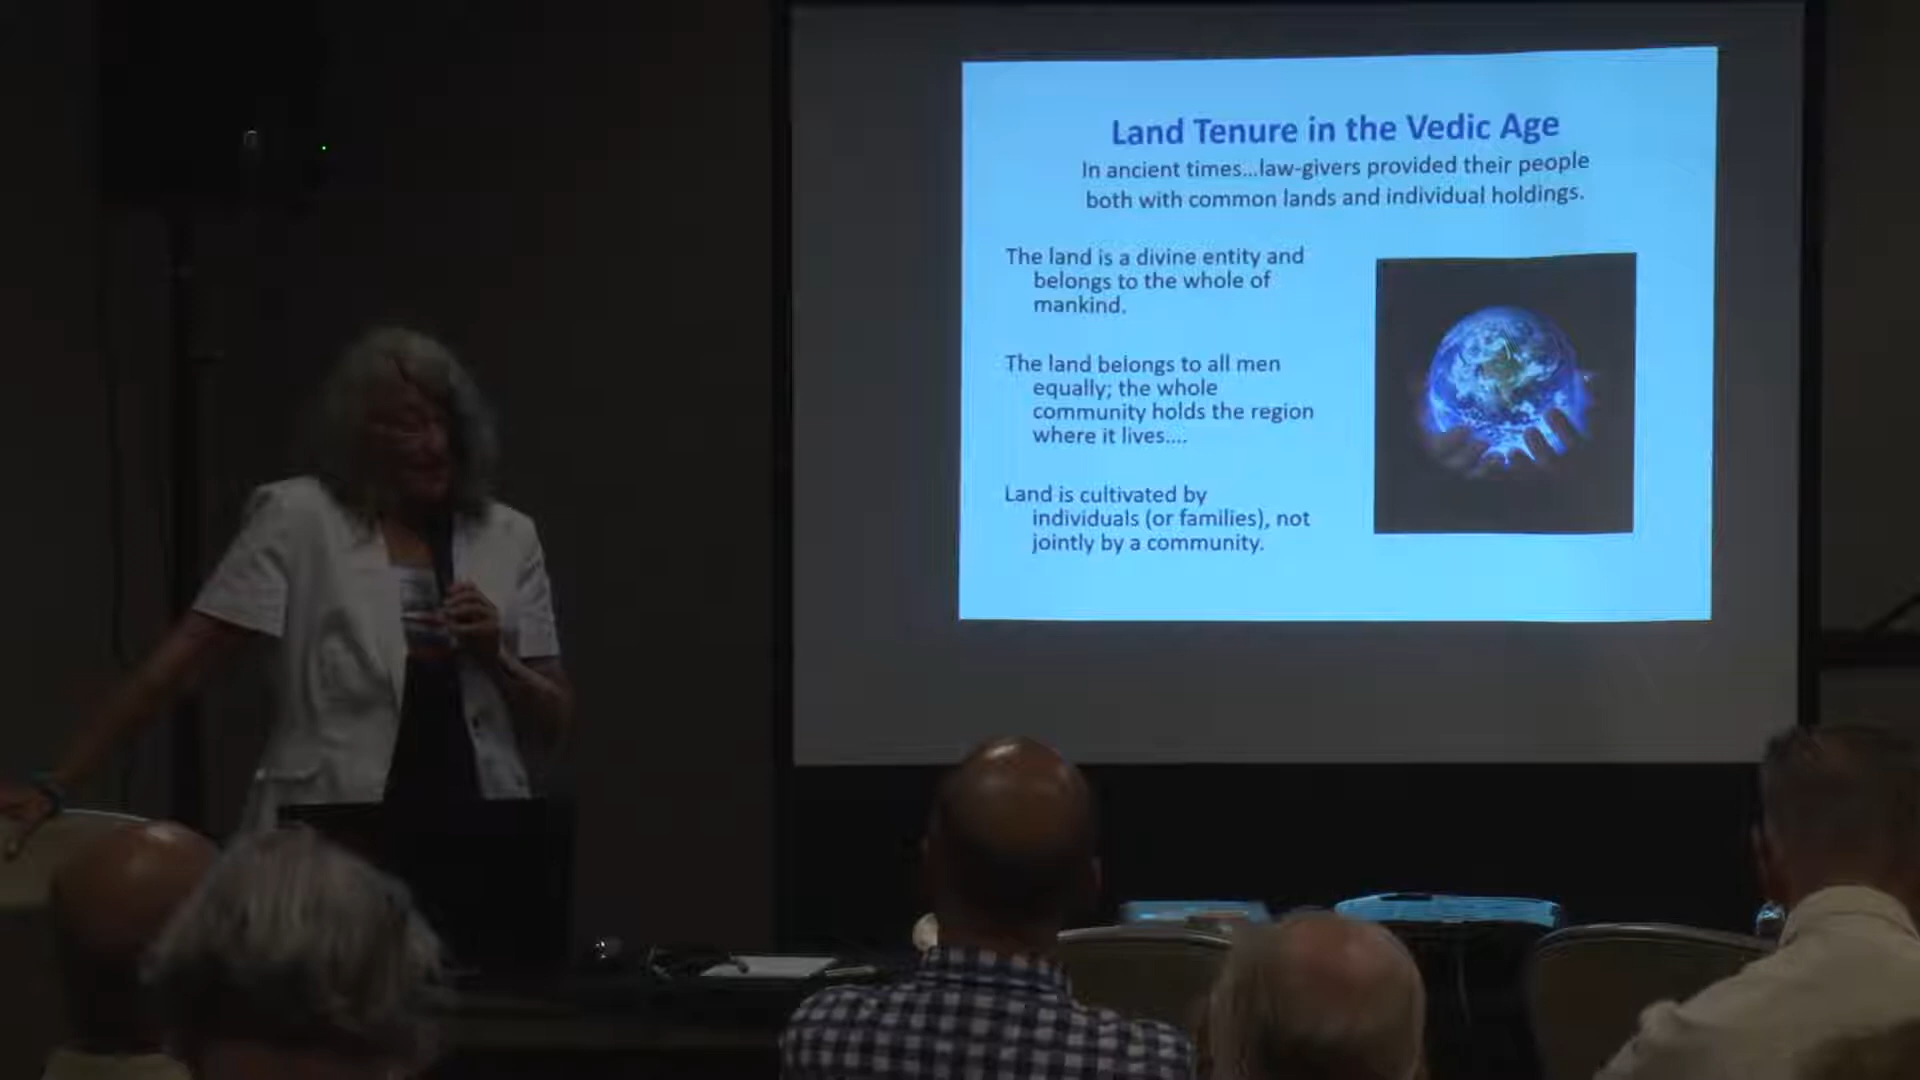 Land Tenure in the Vedic Age
In ancient times...law-givers provided their people
both with common lands and individual holdings.
The land is a divine entity and
belongs to the whole of
mankind.
The land belongs to all men
equally; the whole
community holds the region
where it lives....
Land is cultivated by
individuals (or families), not
jointly by a community.